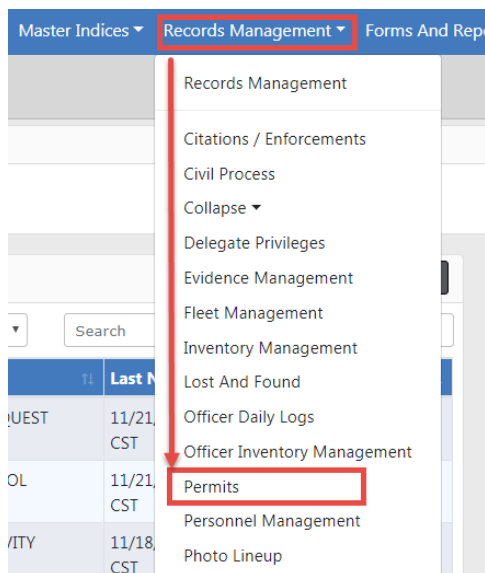 Master Indices Records Management Forms And Rep
Records Management
Citations / Enforcements
Civil Process
Collapse
Delegate Privileges
Evidence Management
Fleet Management
Search
Inventory Management
Last N
Lost And Found
QUEST 11/21,
Officer Daily Logs
CST
Officer Inventory Management
OL 11/21,
Permits
CST
Personnel Management
VITY 11/18,
Photo Lineup
CST